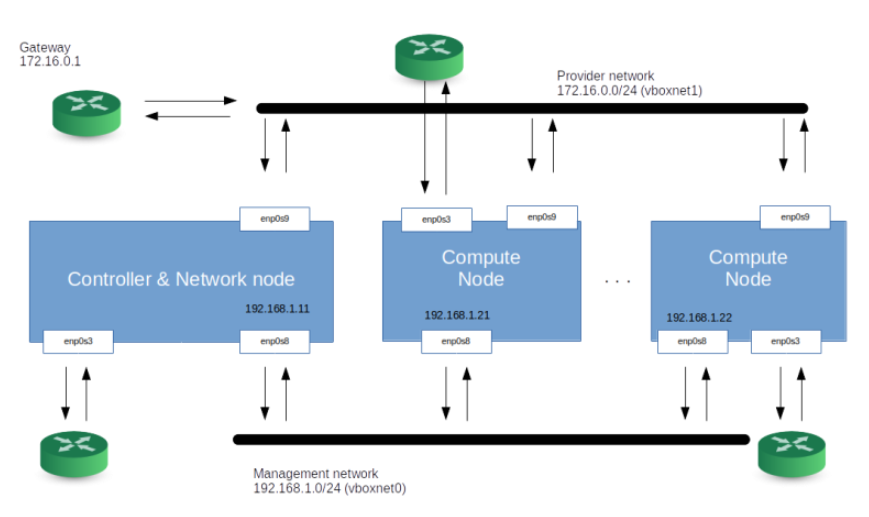 Gateway
172.16.0.1
Provider network
172.16.0.0/24 (vboxnet1)
enp0s9
enp0s3
enp0s9
enp0s9
Controller & Network node
192.168.1.11
enp0s3
enp0s8
Compute
Node
192.168.1.21
enp0s8
. . .
Compute
Node
192.168.1.22
enp0s8
enp0s3
Management network
192.168.1.0/24 (vboxnet0)